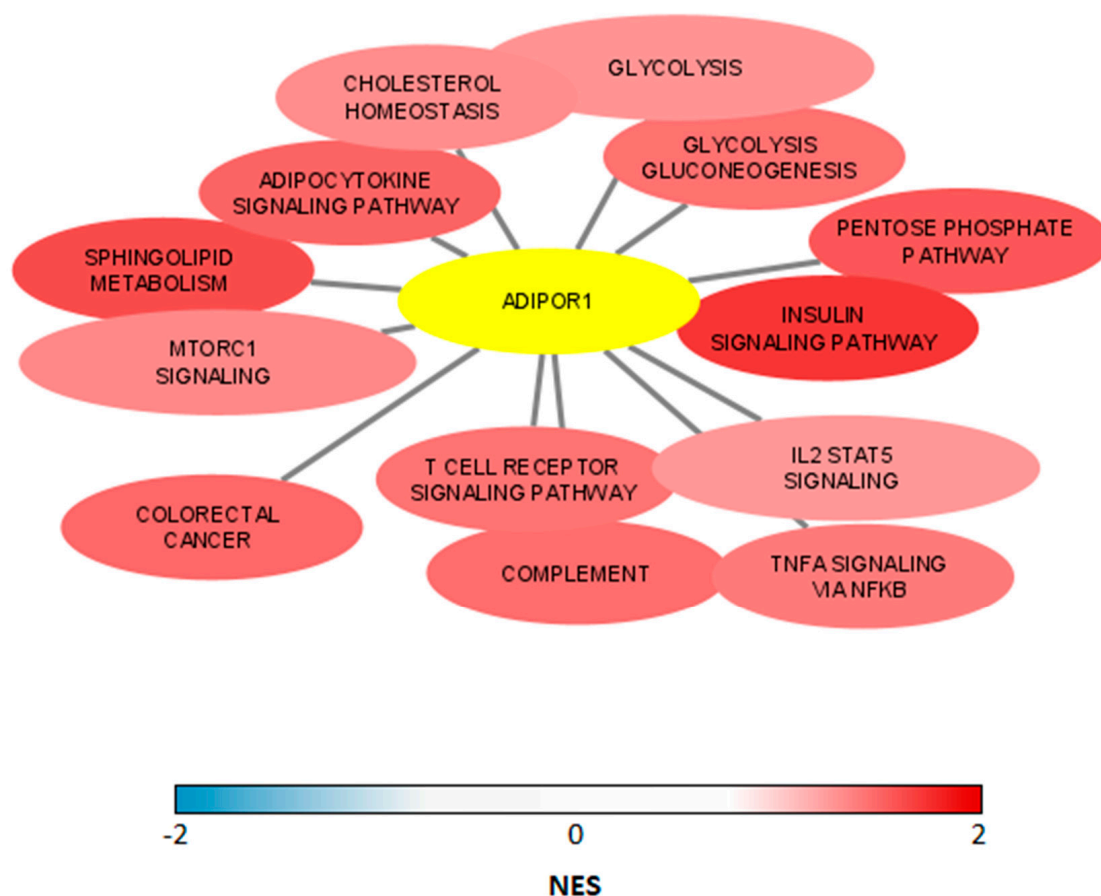 GLYCOLYSIS
CHOLESTEROL
HOMEOSTASIS
GLYCOLYSIS
GLUCONEOGENESIS
ADIPOCYTOKINE
SIGNALING PATHWAY
PENTOSE PHOSPHATE
PATHWAY
SPHINGOLIPID
METABOLISM
ADIPOR1
INSULIN
SIGNALING PATHWAY
MTORC1
SIGNALING
T CELL RECEPTOR
SIGNALING PATHWAY
IL2 STAT5
SIGNALING
COLORECTAL
CANCER
COMPLEMENT
TNFA SIGNALING
VIA NFKB
-2
0
2
NES